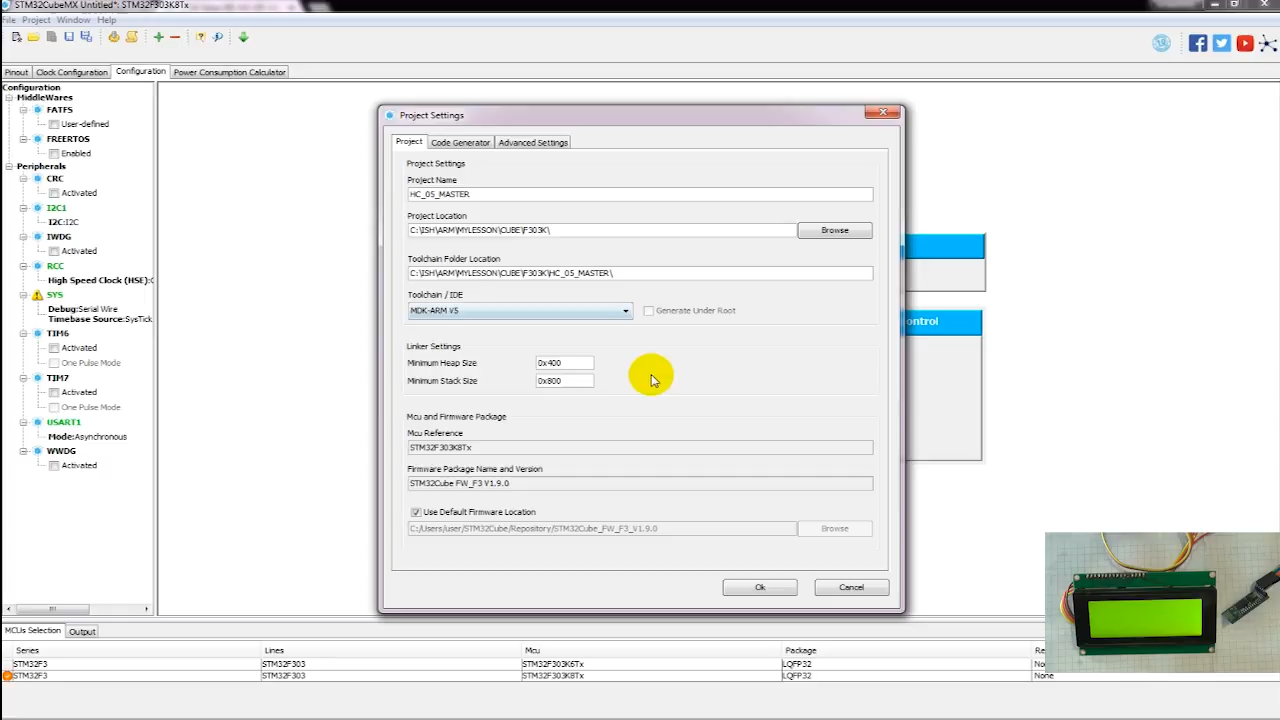 STM32CubeMX Untitled*: STM32F303K8Tx
File Project Window Help
Pinout Clock Configuration Configuration Power Consumption Calculator
Configuration
MiddleWares
FATFS
User-defined
FREERTOS
Enabled
Peripherals
CRC
Activated
I2C1
I2C:I2C
IWDG
Activated
RCC
High Speed Clock (HSE):
SYS
Debug:Serial Wire
Timebase Source:SysTick
TIM6
Activated
One Pulse Mode
TIM7
Activated
One Pulse Mode
USART1
Mode:Asynchronous
WWDG
Activated
Project Settings
Project Code Generator Advanced Settings
Project Settings
Project Name
HC_05_MASTER
Project Location
C:\ISH\ARM\MYLESSON\CUBE\F303K\
Browse
Toolchain Folder Location
C:\ISH\ARM\MYLESSON\CUBE\F303K\HC_05_MASTER\
Toolchain / IDE
MDK-ARM V5
Generate Under Root
Linker Settings
Minimum Heap Size 0x400
Minimum Stack Size 0x800
Mcu and Firmware Package
Mcu Reference
STM32F303K8Tx
Firmware Package Name and Version
STM32Cube FW_F3 V1.9.0
Use Default Firmware Location
C:/Users/user/STM32Cube/Repository/STM32Cube_FW_F3_V1.9.0
Browse
Ok Cancel
ontrol
MCUs Selection Output
Series Lines Mcu Package Re
STM32F3 STM32F303 STM32F303K6Tx LQFP32 No
STM32F3 STM32F303 STM32F303K8Tx LQFP32 None